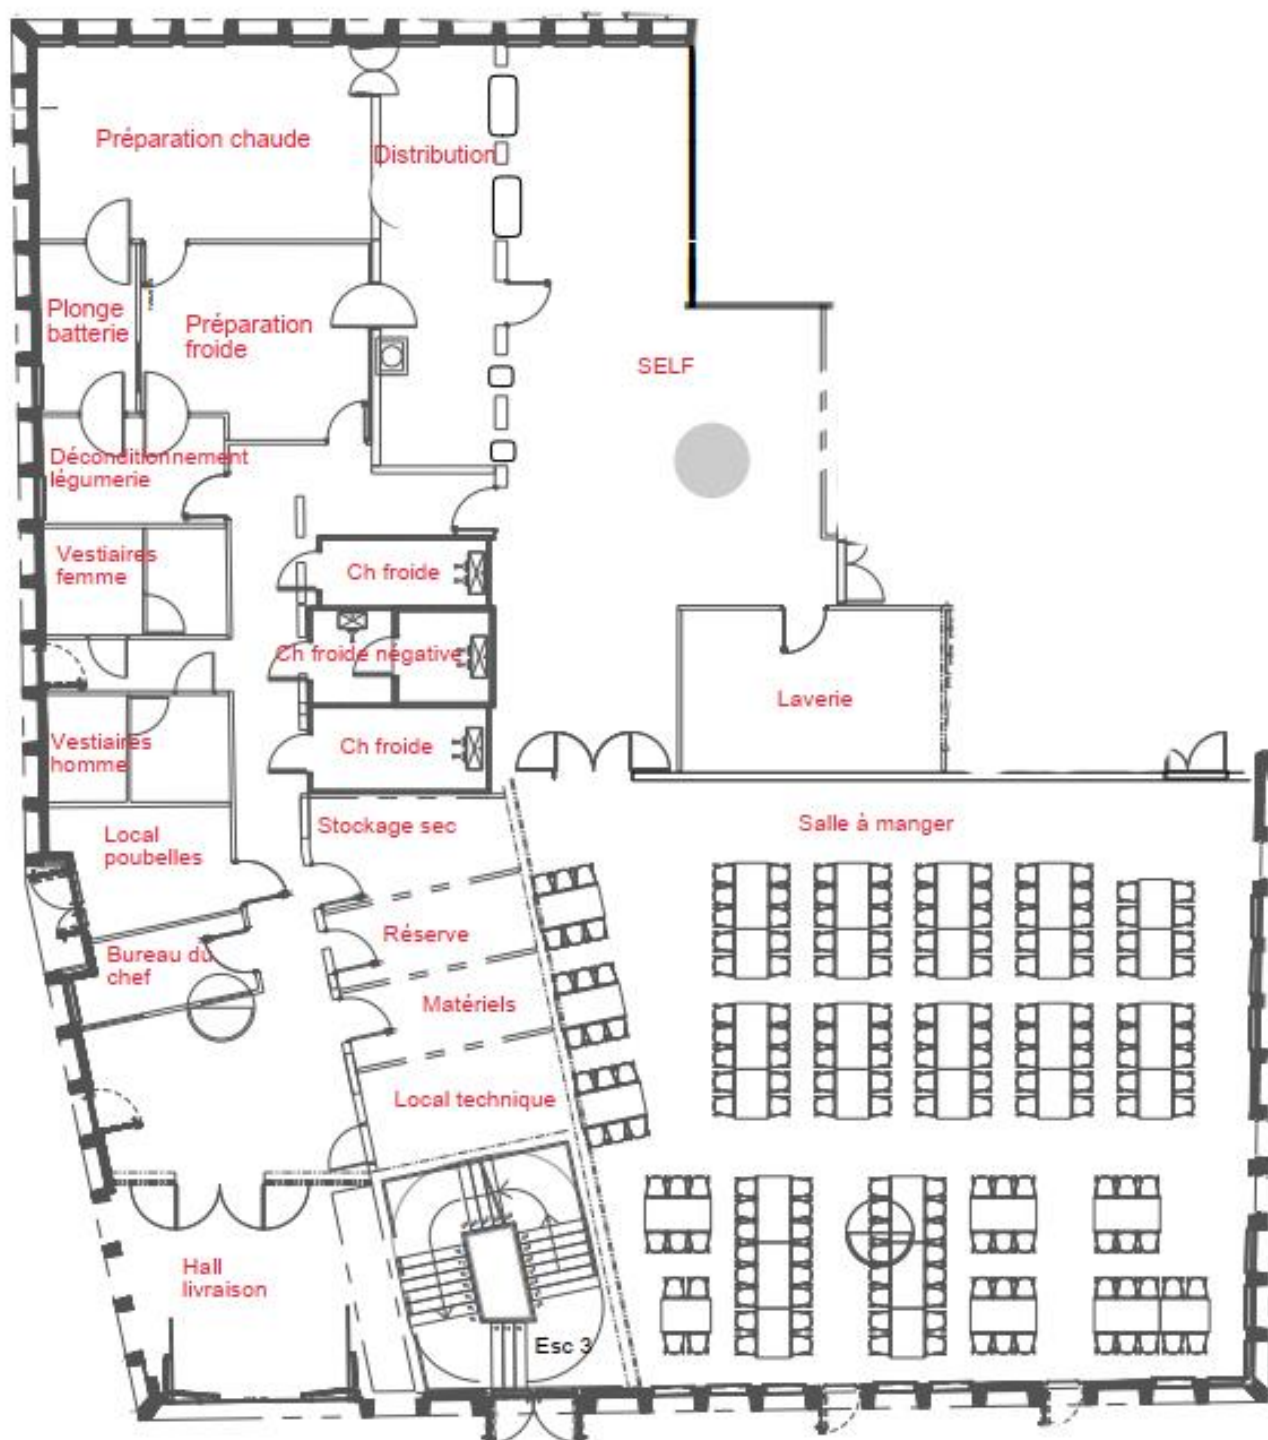 Préparation chaude
Distribution
Plonge
batterie
Préparation
froide
SELF
Déconditionnement
légumerie
Vestiaires
femme
Ch froide
Ch froide négative
Laverie
Vestiaires
homme
Ch froide
Local
poubelles
Stockage sec
Salle à manger
Réserve
Bureau du
chef
Matériels
Local technique
Hall
livraison
Esc 3